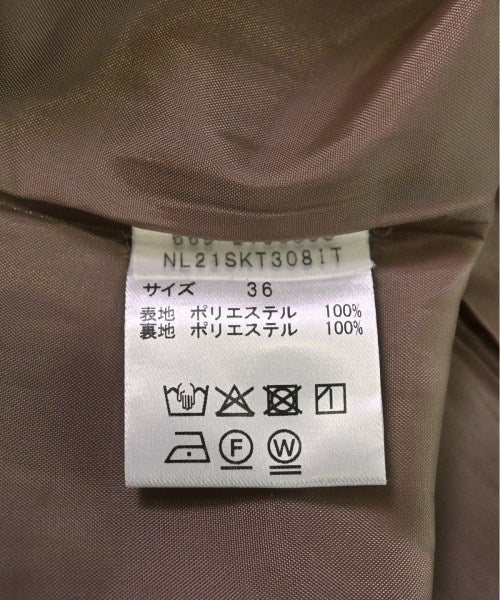 NL21SKT308IT
サイズ 36
表地 ポリエステル 100%
裏地 ポリエステル 100%
F W